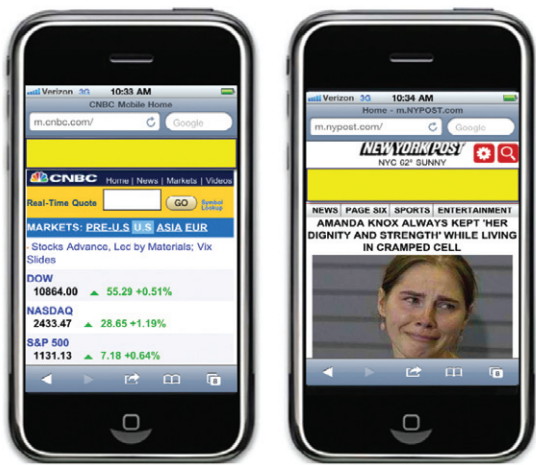 Verizon 3G 10:33 AM
CNBC Mobile Home
m.cnbc.com/ Google
CNBC Home | News | Markets | Videos
Real-Time Quote GO Symbol Lookup
MARKETS: PRE-U.S U.S ASIA EUR
- Stocks Advance, Led by Materials; Vix
Slides
DOW
10864.00 ▲ 55.29 +0.51%
NASDAQ
2433.47 ▲ 28.65 +1.19%
S&P 500
1131.13 ▲ 7.18 +0.64%
Verizon 3G 10:34 AM
Home - m.NYPOST.com
m.nypost.com/ Google
NEW YORK POST
NYC 62° SUNNY
NEWS PAGE SIX SPORTS ENTERTAINMENT
AMANDA KNOX ALWAYS KEPT 'HER
DIGNITY AND STRENGTH' WHILE LIVING
IN CRAMPED CELL